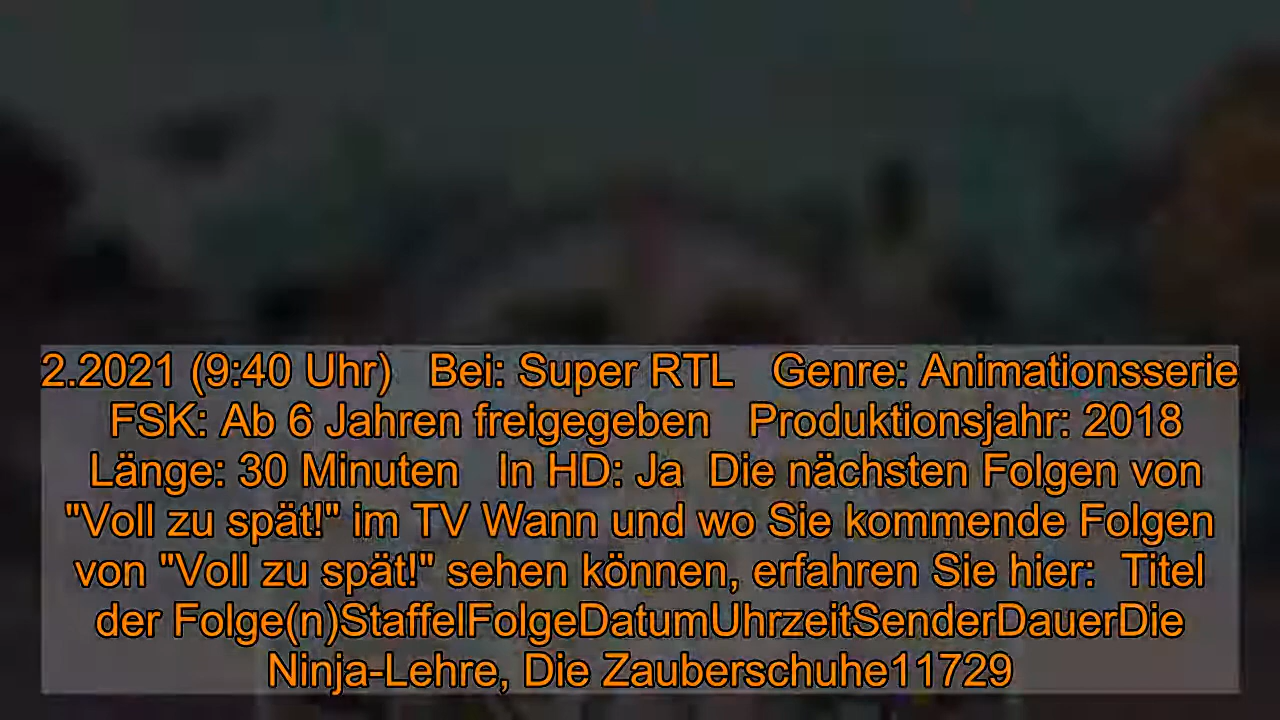 2.2021 (9:40 Uhr)   Bei: Super RTL   Genre: Animationsserie
FSK: Ab 6 Jahren freigegeben   Produktionsjahr: 2018
Länge: 30 Minuten   In HD: Ja  Die nächsten Folgen von
"Voll zu spät!" im TV Wann und wo Sie kommende Folgen
von "Voll zu spät!" sehen können, erfahren Sie hier:  Titel
der Folge(n)StaffelFolgeDatumUhrzeitSenderDauerDie
Ninja-Lehre, Die Zauberschuhe11729